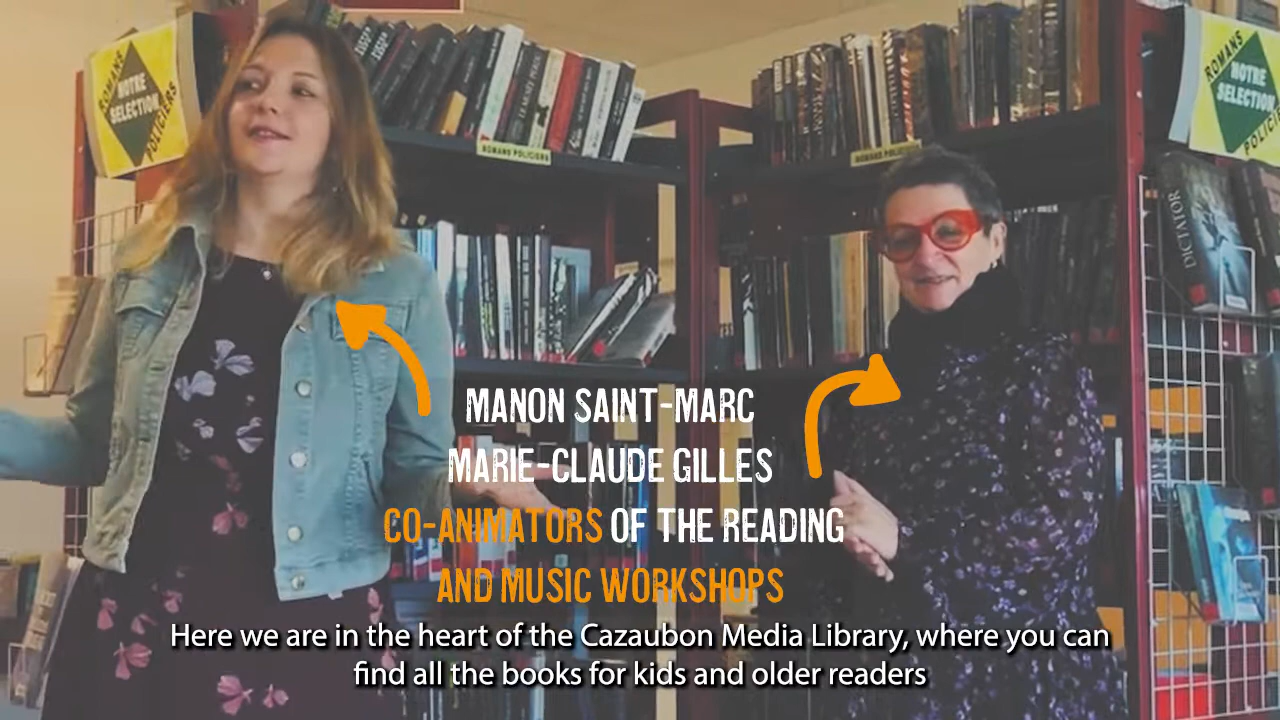 ROMANS
NOTRE
SELECTION
POLICIERS
ROMANS POLICIERS
ROMANS POLICIERS
ROMANS
NOTRE
SELECTION
POLICIERS
DICTATOR
MANON SAINT-MARC
MARIE-CLAUDE GILLES
CO-ANIMATORS OF THE READING
AND MUSIC WORKSHOPS
Here we are in the heart of the Cazaubon Media Library, where you can
find all the books for kids and older readers